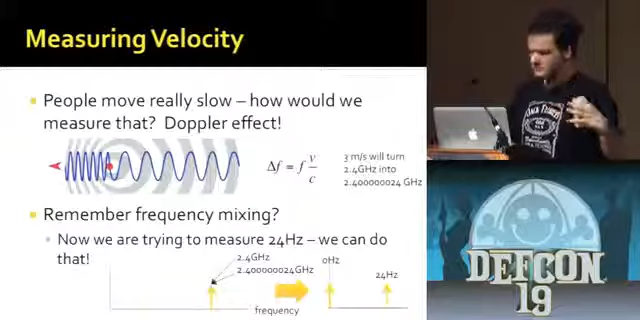 Measuring Velocity
People move really slow – how would we
measure that? Doppler effect!
Δf = f v/c
3 m/s will turn
2.4GHz into
2.400000024 GHz
Remember frequency mixing?
Now we are trying to measure 24Hz – we can do
that!
2.4GHz
2.400000024GHz
0Hz
24Hz
frequency
JACK DANIEL'S
DEFCON
19